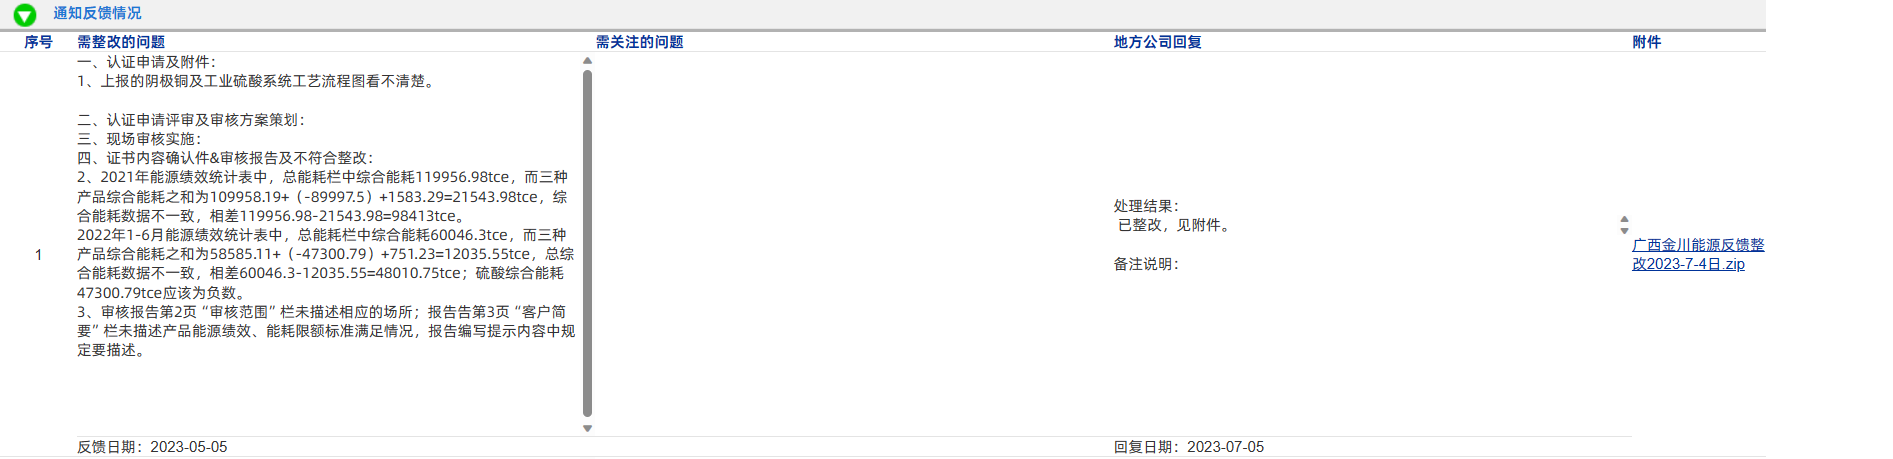 通知反馈情况
序号 需整改的问题 需关注的问题 地方公司回复 附件
一、认证申请及附件：
1、上报的阴极铜及工业硫酸系统工艺流程图看不清楚。
二、认证申请评审及审核方案策划：
三、现场审核实施：
四、证书内容确认件&审核报告及不符合整改：
2、2021年能源绩效统计表中，总能耗栏中综合能耗119956.98tce，而三种
产品综合能耗之和为109958.19+（-89997.5）+1583.29=21543.98tce，综
合能耗数据不一致，相差119956.98-21543.98=98413tce。
2022年1-6月能源绩效统计表中，总能耗栏中综合能耗60046.3tce，而三种
产品综合能耗之和为58585.11+（-47300.79）+751.23=12035.55tce，总综
合能耗数据不一致，相差60046.3-12035.55=48010.75tce；硫酸综合能耗
47300.79tce应该为负数。
3、审核报告第2页“审核范围”栏未描述相应的场所；报告告第3页“客户简
要”栏未描述产品能源绩效、能耗限额标准满足情况，报告编写提示内容中规
定要描述。
1
处理结果：
已整改，见附件。
备注说明：
广西金川能源反馈整
改2023-7-4日.zip
反馈日期：2023-05-05
回复日期：2023-07-05